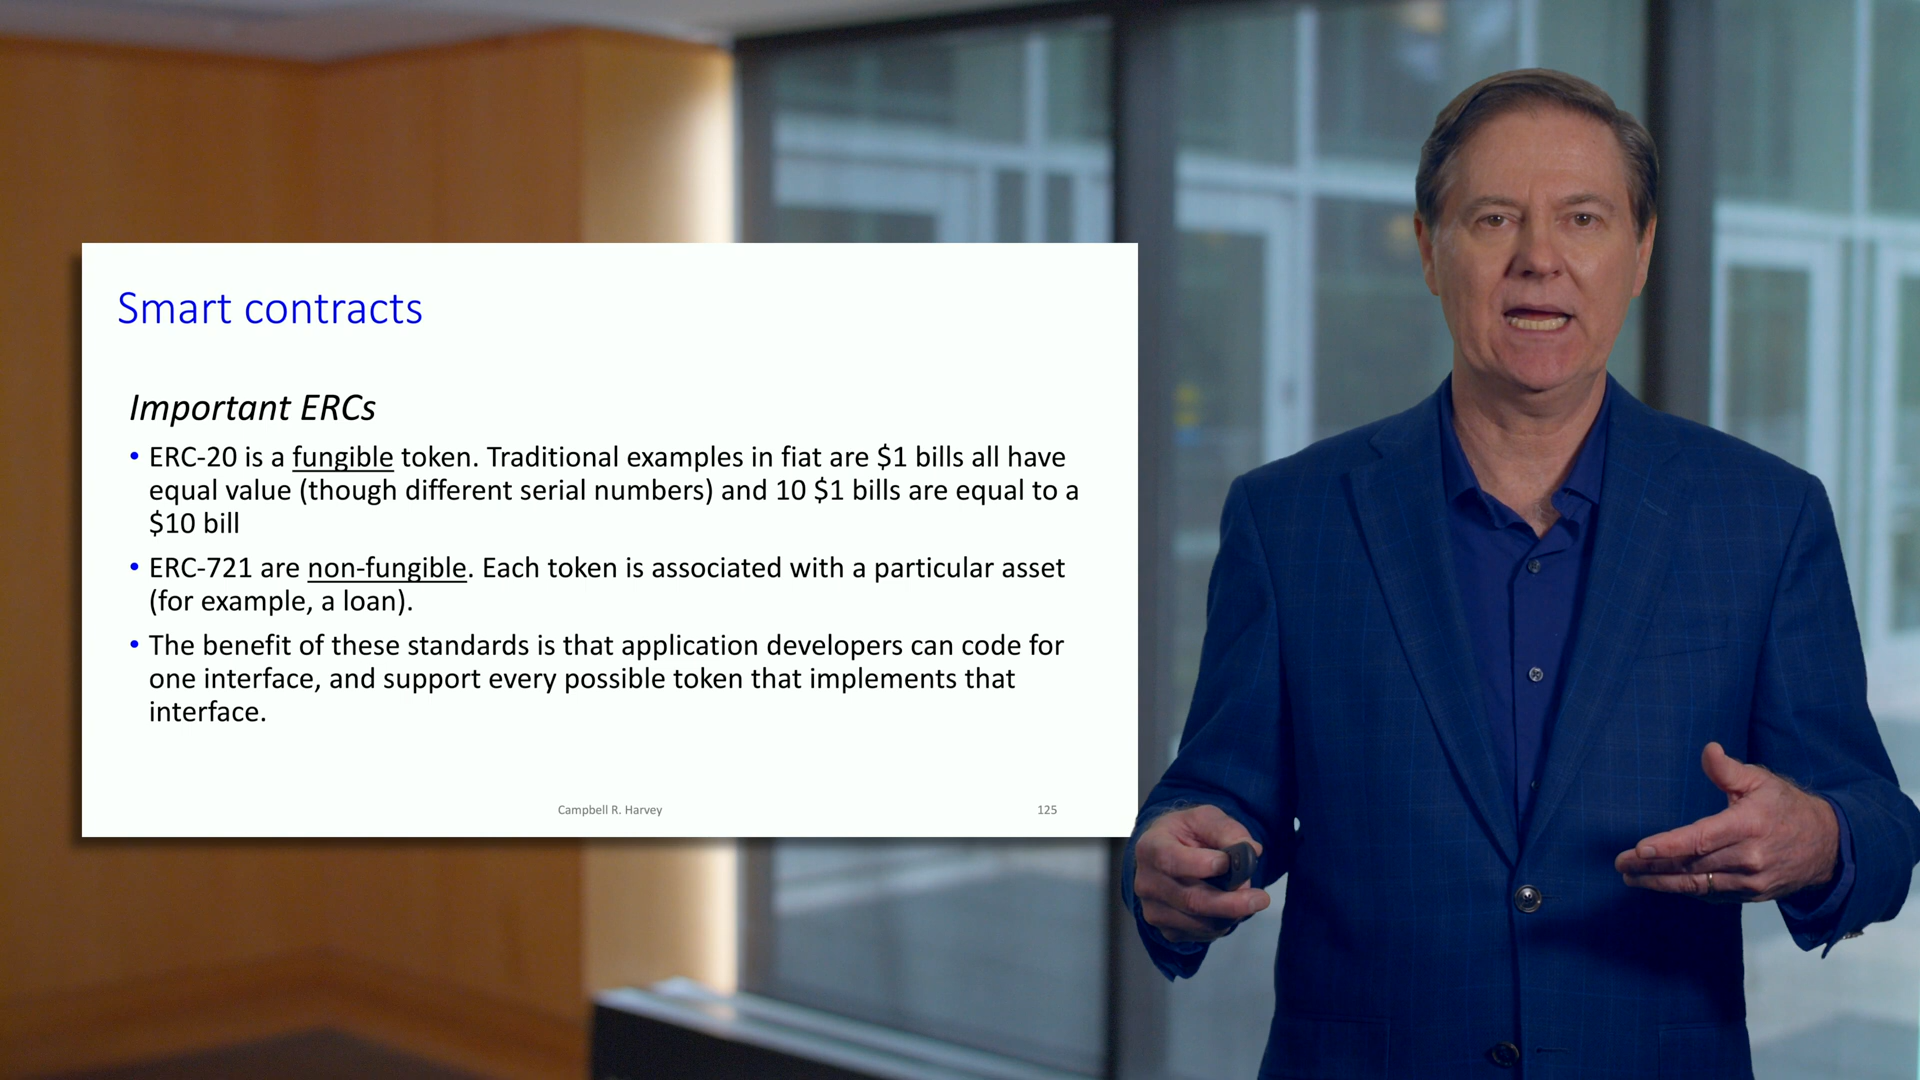 Smart contracts
Important ERCs
• ERC-20 is a fungible token. Traditional examples in fiat are $1 bills all have
equal value (though different serial numbers) and 10 $1 bills are equal to a
$10 bill
• ERC-721 are non-fungible. Each token is associated with a particular asset
(for example, a loan).
• The benefit of these standards is that application developers can code for
one interface, and support every possible token that implements that
interface.
Campbell R. Harvey
125